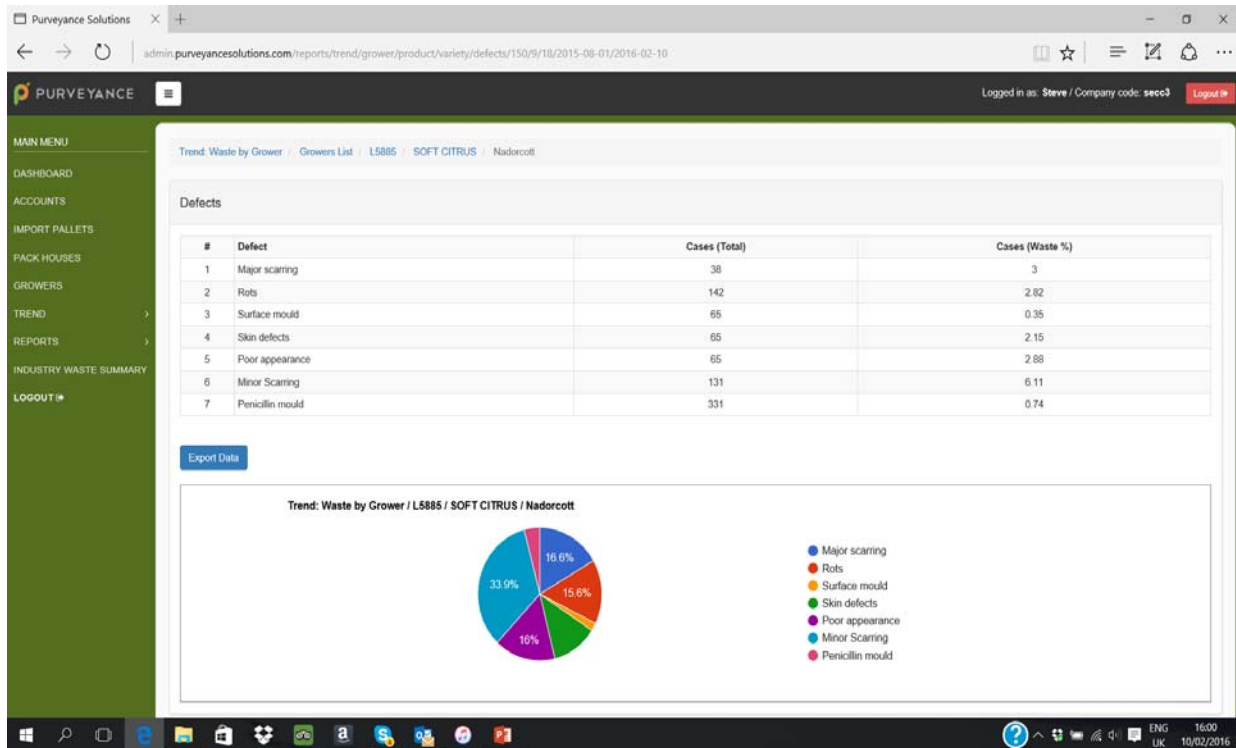 Purveyance Solutions
admin.purveyancesolutions.com/reports/trend/grower/product/variety/defects/150/9/18/2015-08-01/2016-02-10
PURVEYANCE
Logged in as: Steve / Company code: secc3
Logout
MAIN MENU
DASHBOARD
ACCOUNTS
IMPORT PALLETS
PACK HOUSES
GROWERS
TREND
REPORTS
INDUSTRY WASTE SUMMARY
LOGOUT
Trend: Waste by Grower / Growers List / L5885 / SOFT CITRUS / Nadorcott
Defects
# Defect Cases (Total) Cases (Waste %)
1 Major scarring 38 3
2 Rots 142 2.82
3 Surface mould 65 0.35
4 Skin defects 65 2.15
5 Poor appearance 65 2.88
6 Minor Scarring 131 6.11
7 Penicillin mould 331 0.74
Export Data
Trend: Waste by Grower / L5885 / SOFT CITRUS / Nadorcott
16.6%
33.9%
15.6%
16%
Major scarring
Rots
Surface mould
Skin defects
Poor appearance
Minor Scarring
Penicillin mould
ENG
UK
16:00
10/02/2016